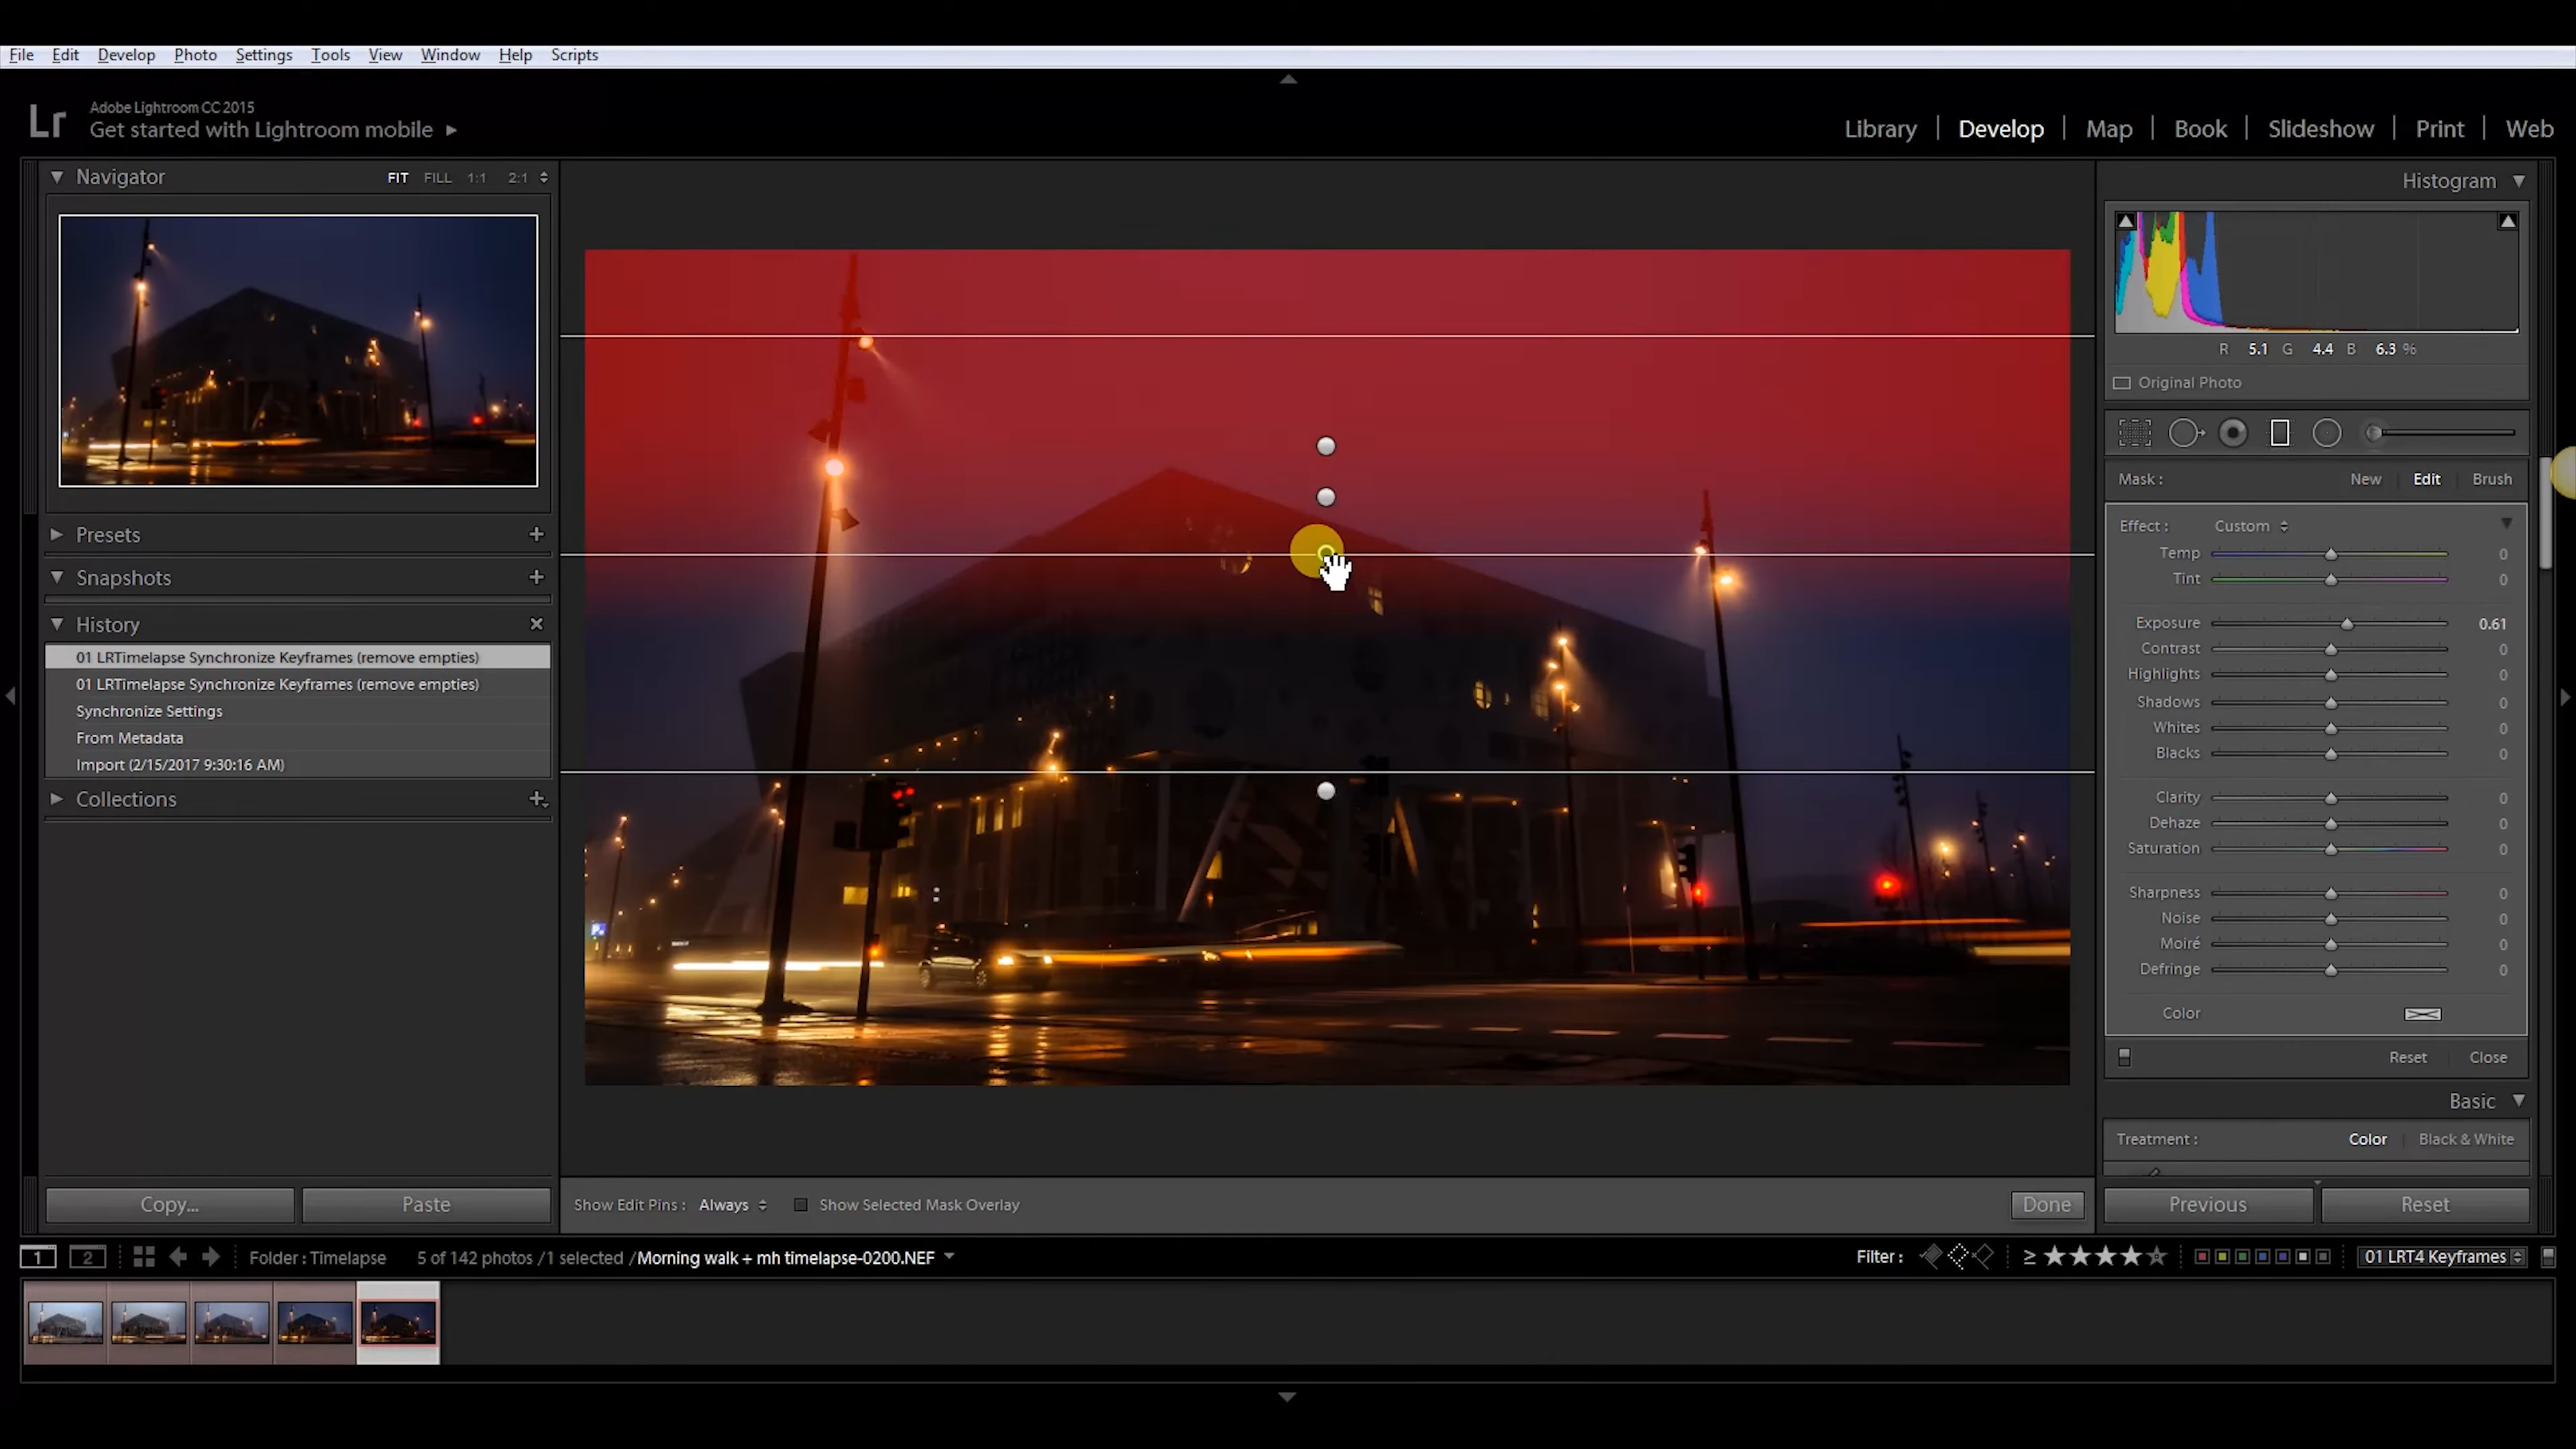 File Edit Develop Photo Settings Tools View Window Help Scripts
Lr
Adobe Lightroom CC 2015
Get started with Lightroom mobile
Library | Develop | Map | Book | Slideshow | Print | Web
Navigator FIT FILL 1:1 2:1
Presets
Snapshots
History
01 LRTimelapse Synchronize Keyframes (remove empties)
01 LRTimelapse Synchronize Keyframes (remove empties)
Synchronize Settings
From Metadata
Import (2/15/2017 9:30:16 AM)
Collections
Copy... Paste
Show Edit Pins : Always Show Selected Mask Overlay Done
Histogram
R 5.1 G 4.4 B 6.3 %
Original Photo
Mask : New Edit Brush
Effect : Custom
Temp 0
Tint 0
Exposure 0.61
Contrast 0
Highlights 0
Shadows 0
Whites 0
Blacks 0
Clarity 0
Dehaze 0
Saturation 0
Sharpness 0
Noise 0
Moiré 0
Defringe 0
Color
Reset Close
Basic
Treatment : Color Black & White
Previous Reset
1 2 Folder : Timelapse 5 of 142 photos /1 selected /Morning walk + mh timelapse-0200.NEF Filter : ≥ 01 LRT4 Keyframes